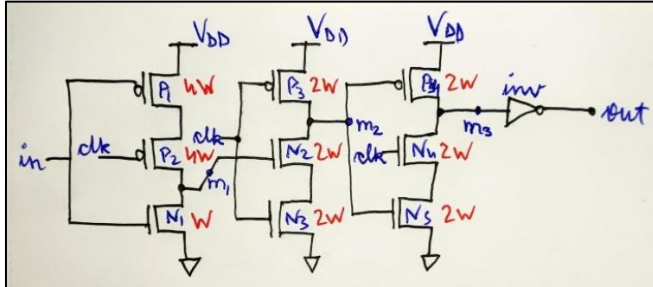 VDD VDD VDD
P1 4W P3 2W P4 2W inv
in clk P2 4W clk m2 m3 out
m1 N2 2W clk N4 2W
N1 W N3 2W N5 2W